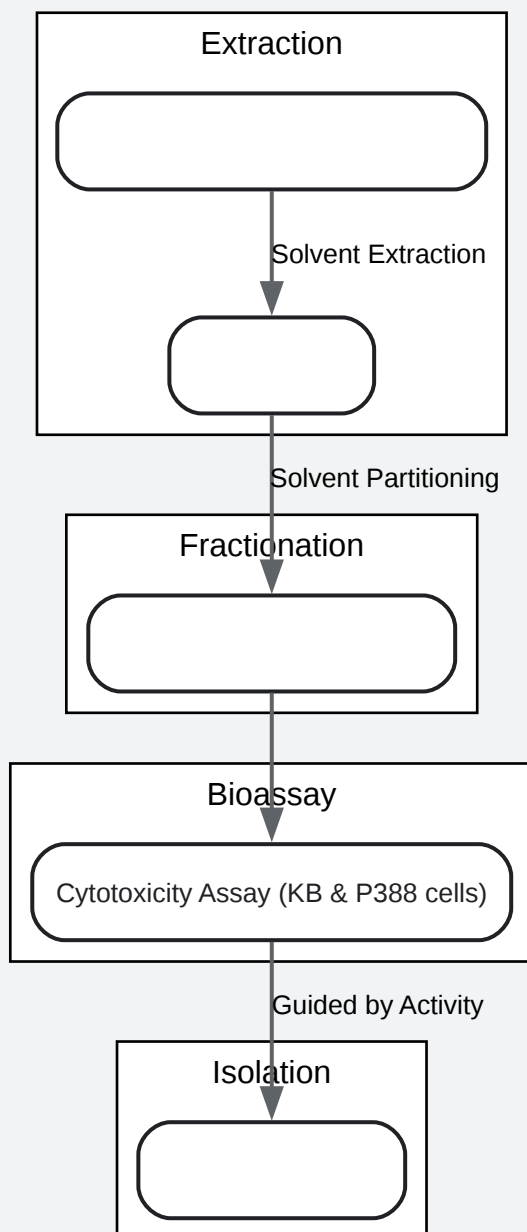 Extraction
Solvent Extraction
Solvent Partitioning
Fractionation
Bioassay
Cytotoxicity Assay (KB & P388 cells)
Guided by Activity
Isolation